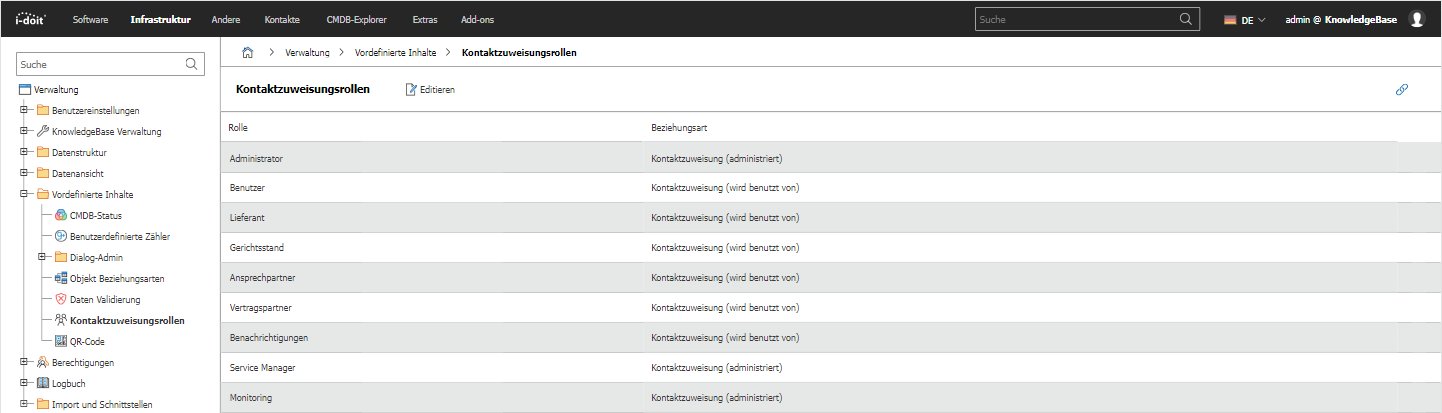 i-doit Software Infrastruktur Andere Kontakte CMDB-Explorer Extras Add-ons Suche DE admin @ KnowledgeBase
Suche
Verwaltung
Benutzereinstellungen
KnowledgeBase Verwaltung
Datenstruktur
Datenansicht
Vordefinierte Inhalte
CMDB-Status
Benutzerdefinierte Zähler
Dialog-Admin
Objekt Beziehungsarten
Daten Validierung
Kontaktzuweisungsrollen
QR-Code
Berechtigungen
Logbuch
Import und Schnittstellen
Verwaltung Vordefinierte Inhalte Kontaktzuweisungsrollen
Kontaktzuweisungsrollen Editieren
Rolle Beziehungsart
Administrator Kontaktzuweisung (administriert)
Benutzer Kontaktzuweisung (wird benutzt von)
Lieferant Kontaktzuweisung (wird benutzt von)
Gerichtsstand Kontaktzuweisung (wird benutzt von)
Ansprechpartner Kontaktzuweisung (wird benutzt von)
Vertragspartner Kontaktzuweisung (wird benutzt von)
Benachrichtigungen Kontaktzuweisung (wird benutzt von)
Service Manager Kontaktzuweisung (administriert)
Monitoring Kontaktzuweisung (administriert)